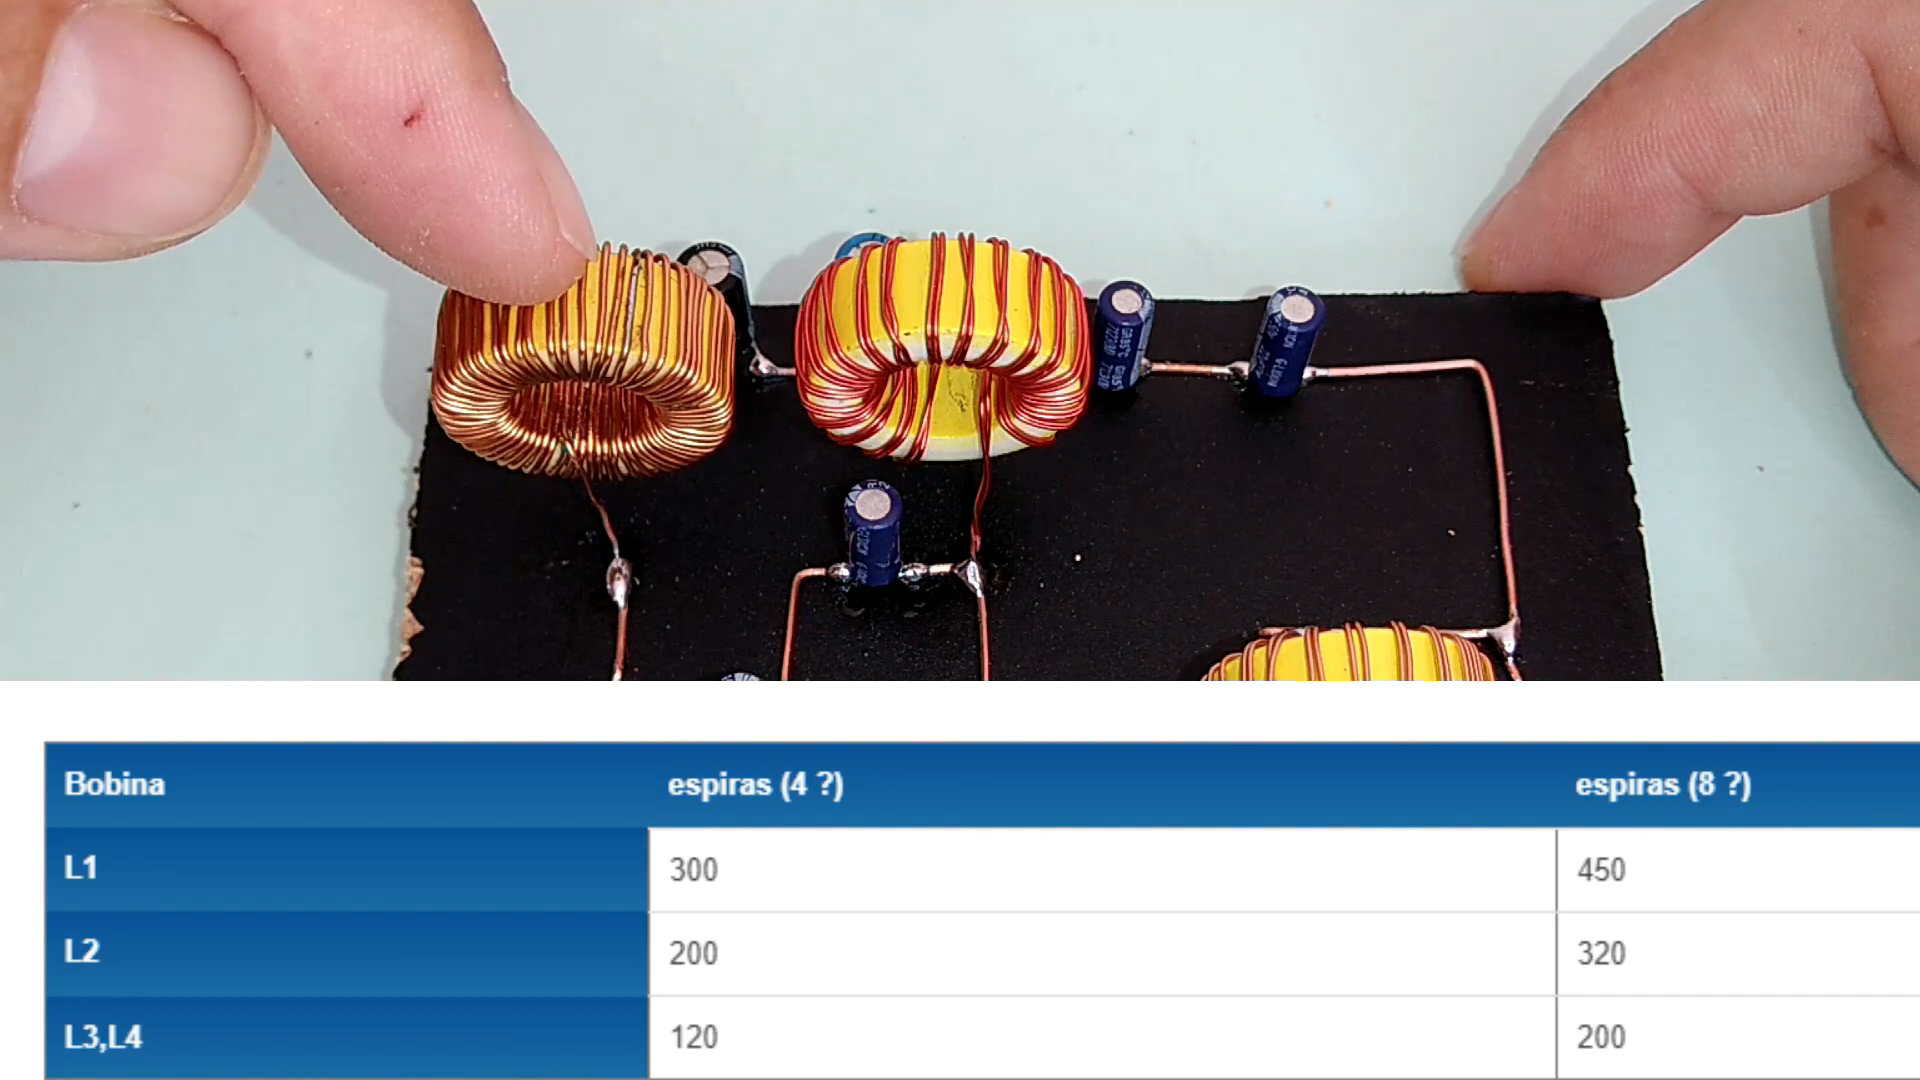 Bobina espiras (4 ?) espiras (8 ?)
L1 300 450
L2 200 320
L3,L4 120 200